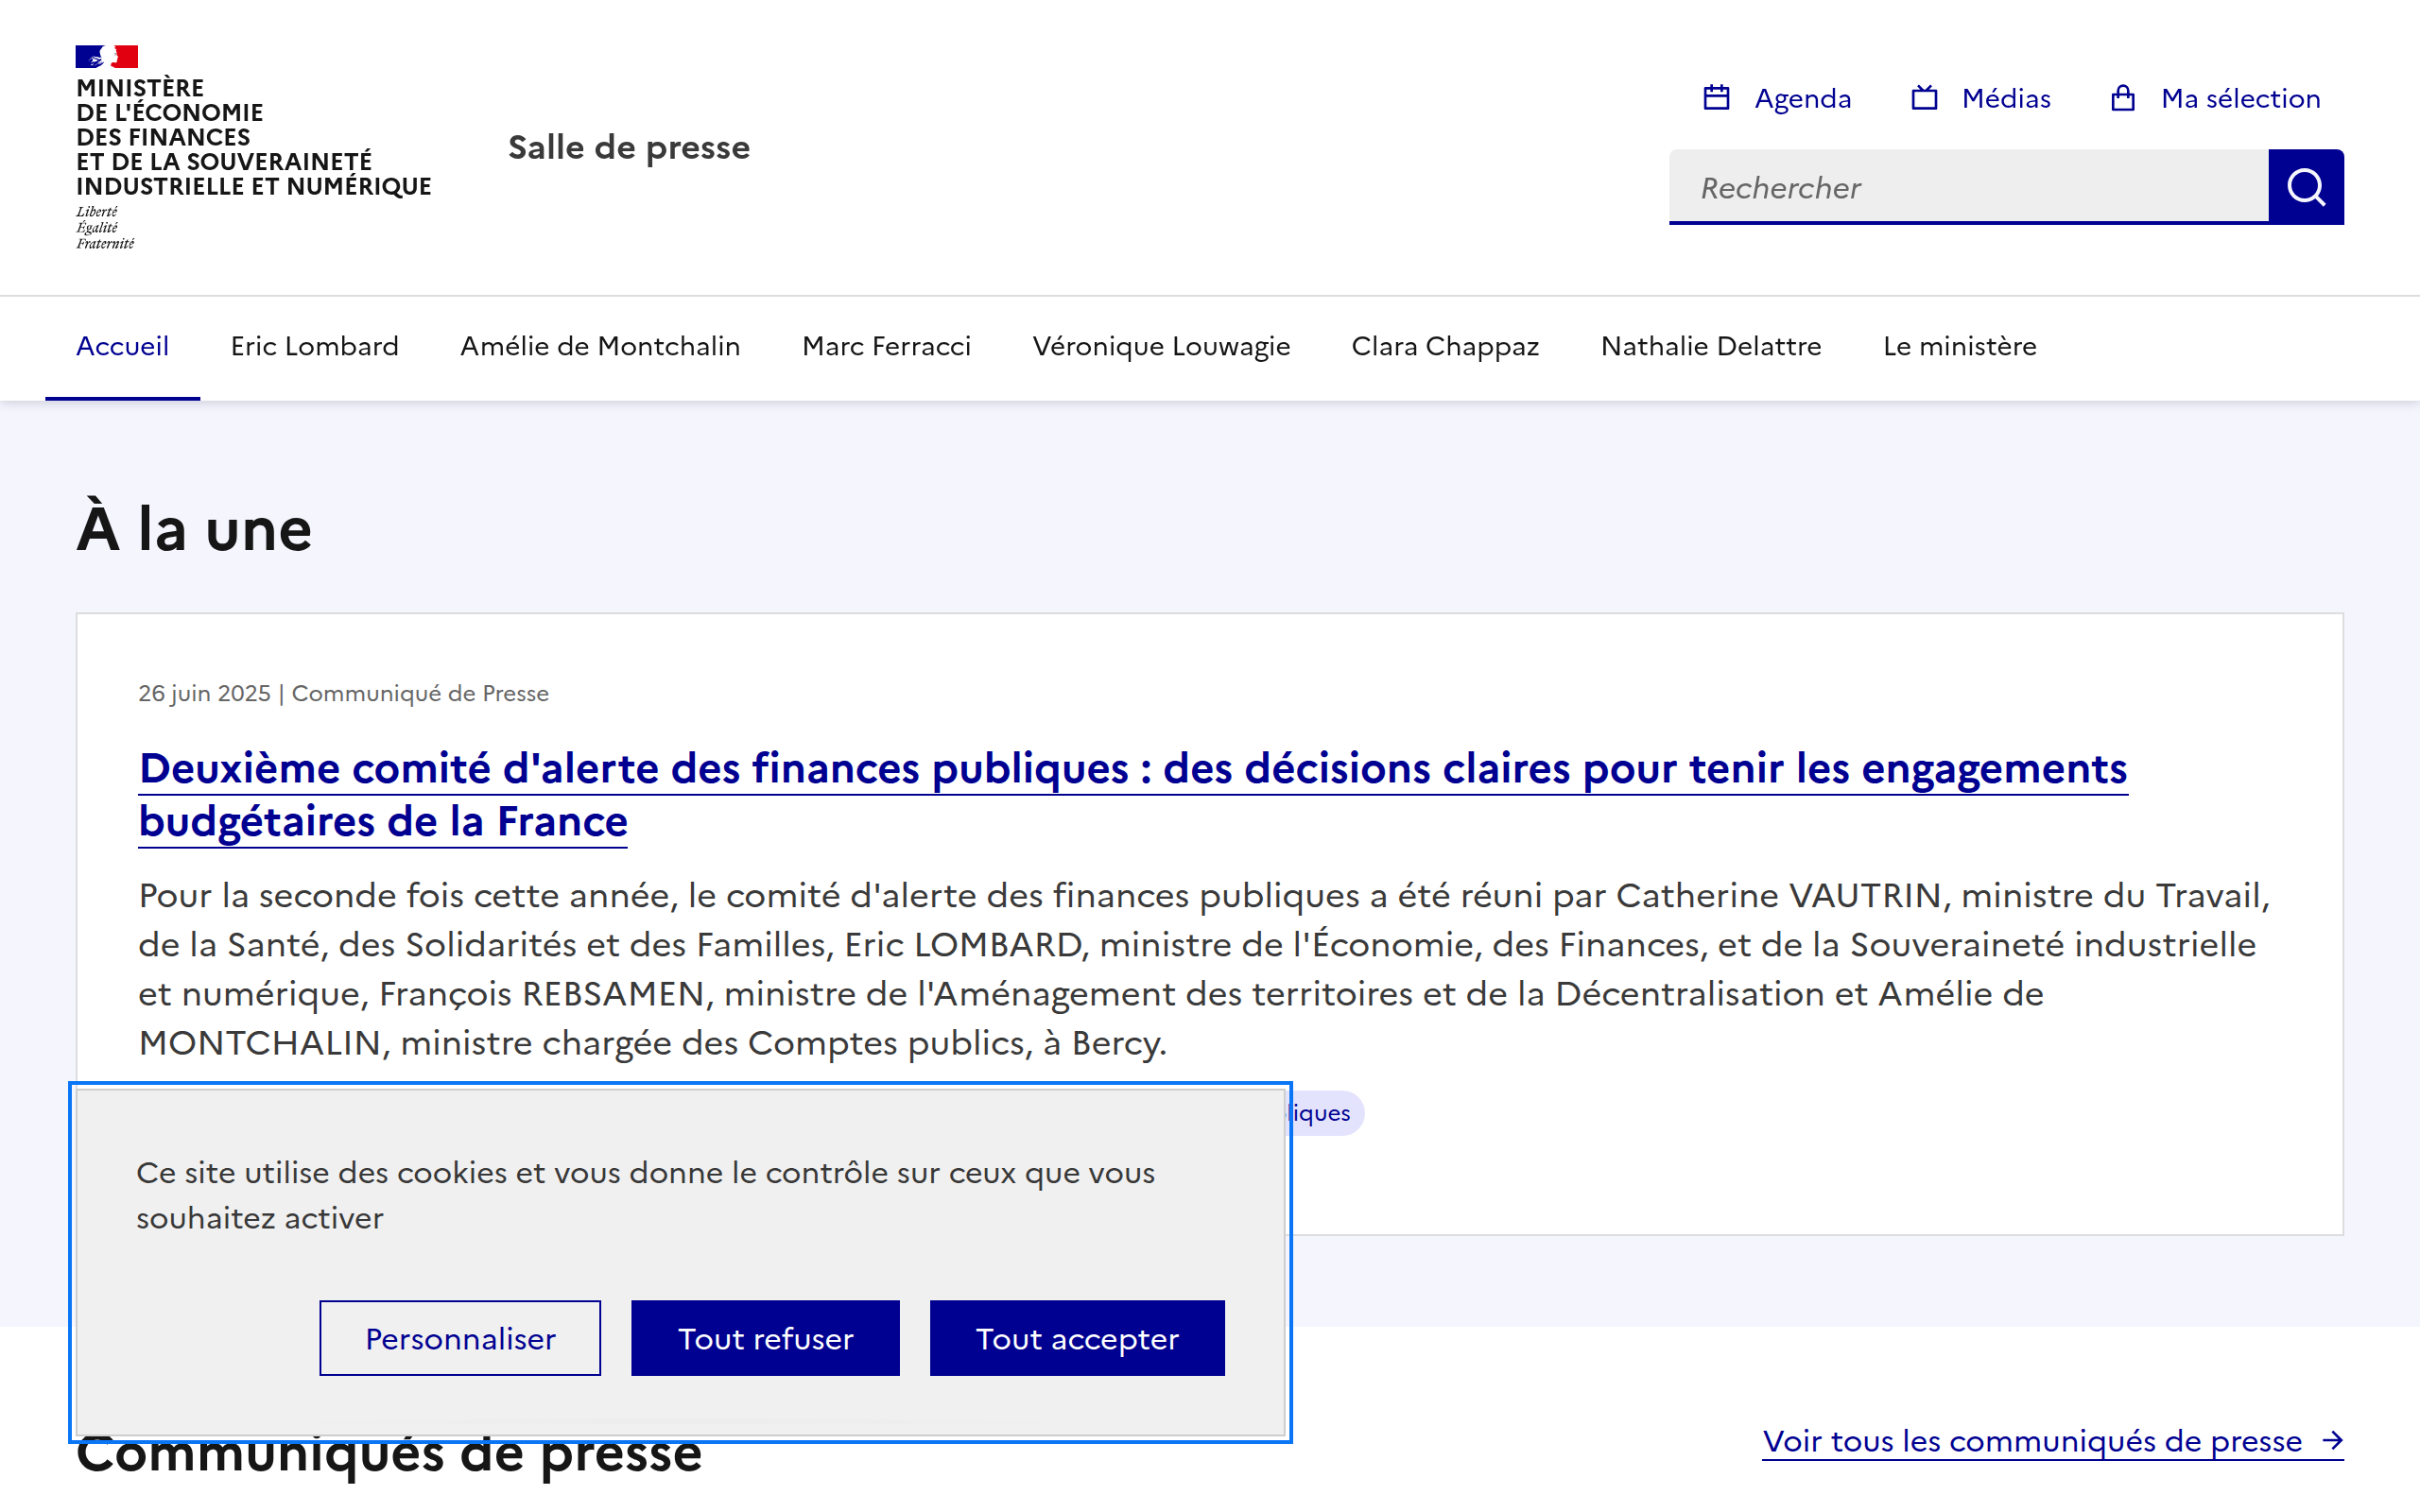 MINISTÈRE
DE L'ÉCONOMIE
DES FINANCES
ET DE LA SOUVERAINETÉ
INDUSTRIELLE ET NUMÉRIQUE
Liberté
Égalité
Fraternité
Salle de presse
Agenda
Médias
Ma sélection
Rechercher
Accueil
Eric Lombard
Amélie de Montchalin
Marc Ferracci
Véronique Louwagie
Clara Chappaz
Nathalie Delattre
Le ministère
À la une
26 juin 2025 | Communiqué de Presse
Deuxième comité d'alerte des finances publiques : des décisions claires pour tenir les engagements
budgétaires de la France
Pour la seconde fois cette année, le comité d'alerte des finances publiques a été réuni par Catherine VAUTRIN, ministre du Travail,
de la Santé, des Solidarités et des Familles, Eric LOMBARD, ministre de l'Économie, des Finances, et de la Souveraineté industrielle
et numérique, François REBSAMEN, ministre de l'Aménagement des territoires et de la Décentralisation et Amélie de
MONTCHALIN, ministre chargée des Comptes publics, à Bercy.
Ce site utilise des cookies et vous donne le contrôle sur ceux que vous
souhaitez activer
Personnaliser
Tout refuser
Tout accepter
Communiqués de presse
Voir tous les communiqués de presse